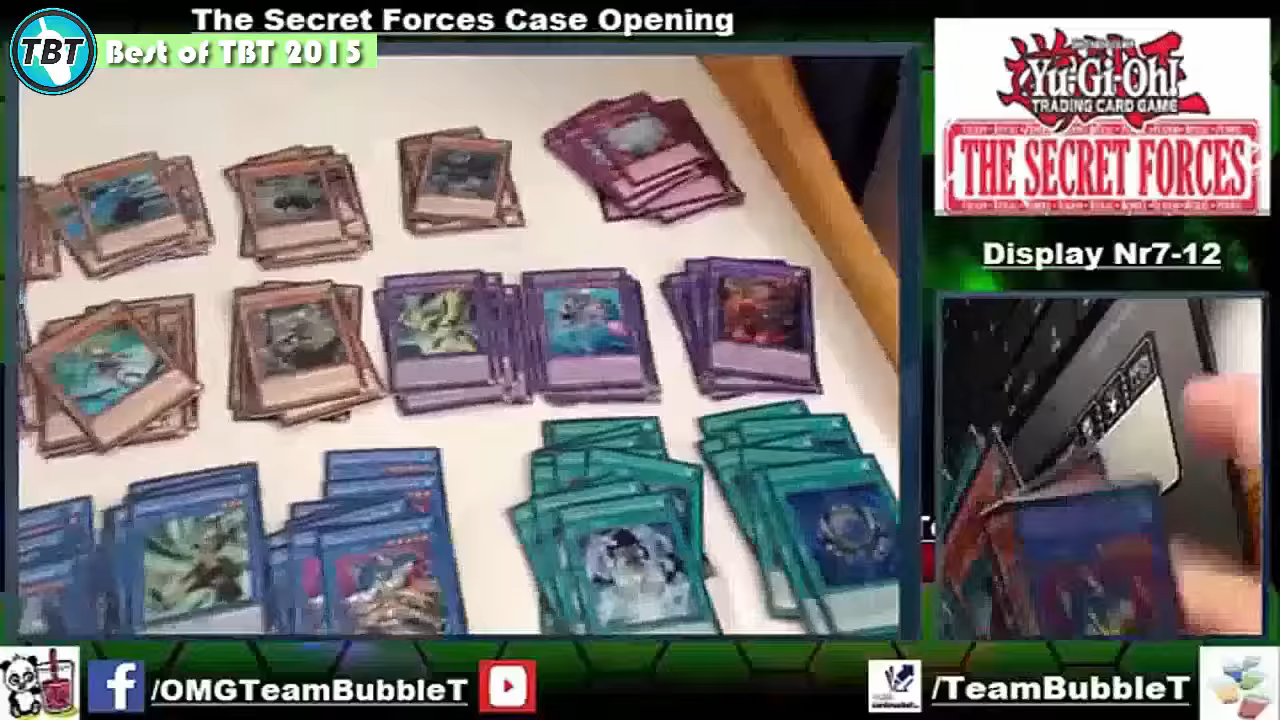 The Secret Forces Case Opening
TBT
Best of TBT 2015
Yu-Gi-Oh!
TRADING CARD GAME
THE SECRET FORCES
Display Nr7-12
/OMGTeamBubbleT
/TeamBubbleT